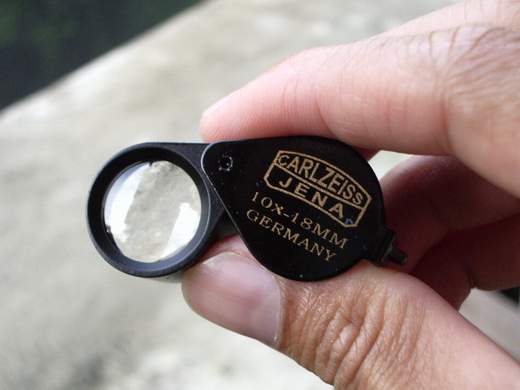 CARLZEISS
JENA
10X-18MM
GERMANY